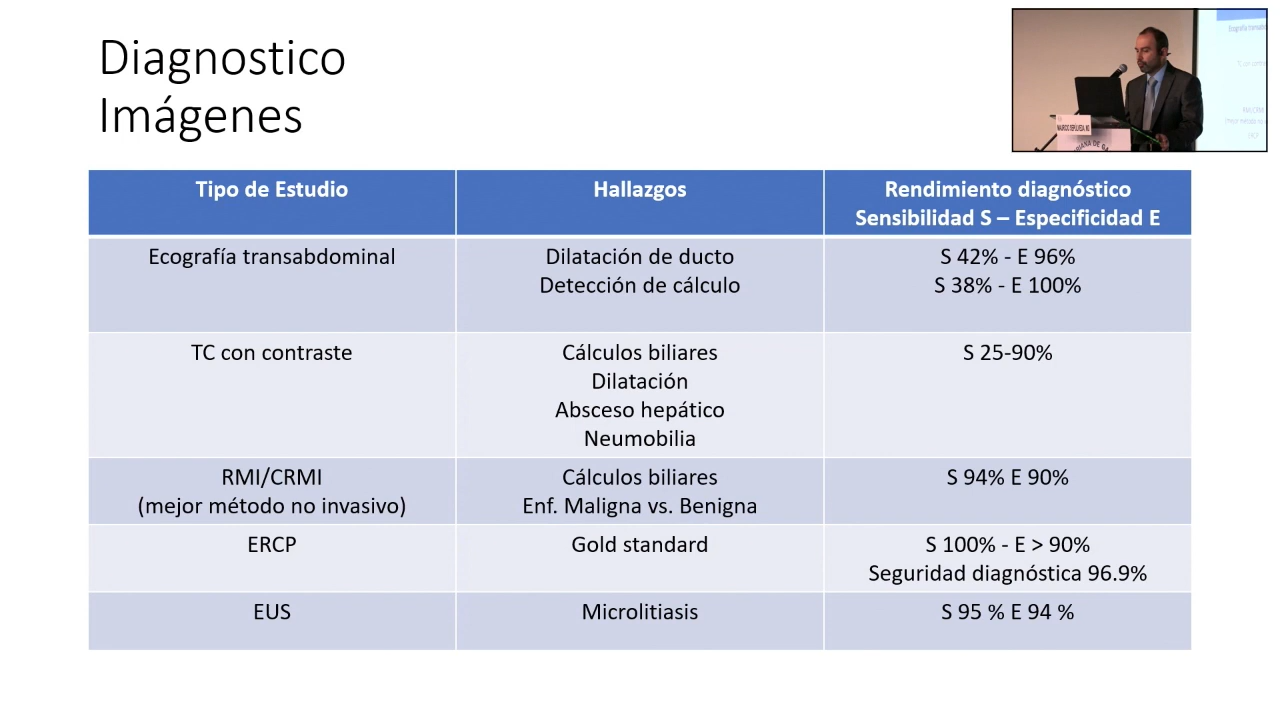 Diagnostico
Imágenes
Tipo de Estudio
Hallazgos
Rendimiento diagnóstico
Sensibilidad S – Especificidad E
Ecografía transabdominal
Dilatación de ducto
Detección de cálculo
S 42% - E 96%
S 38% - E 100%
TC con contraste
Cálculos biliares
Dilatación
Absceso hepático
Neumobilia
S 25-90%
RMI/CRMI
(mejor método no invasivo)
Cálculos biliares
Enf. Maligna vs. Benigna
S 94% E 90%
ERCP
Gold standard
S 100% - E > 90%
Seguridad diagnóstica 96.9%
EUS
Microlitiasis
S 95 % E 94 %
MAURICIO SEPULVEDA, MD